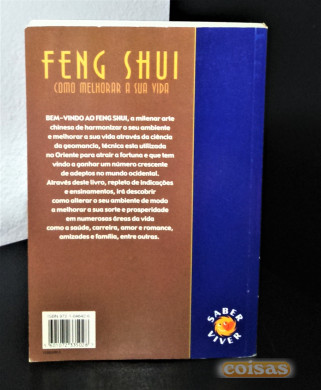 FENG SHUI
COMO MELHORAR A SUA VIDA
BEM-VINDO AO FENG SHUI, a milenar arte
chinesa de harmonizar o seu ambiente
e melhorar a sua vida através da ciência
da geomancia, técnica esta utilizada
no Oriente para atrair a fortuna e que tem
vindo a ganhar um número crescente
de adeptos no mundo ocidental.
Através deste livro, repleto de indicações
e ensinamentos, irá descobrir
como alterar o seu ambiente de modo
a melhorar a sua sorte e prosperidade
em numerosas áreas da vida
como a saúde, carreira, amor e romance,
amizades e família, entre outras.
SABER
VIVER
coisas